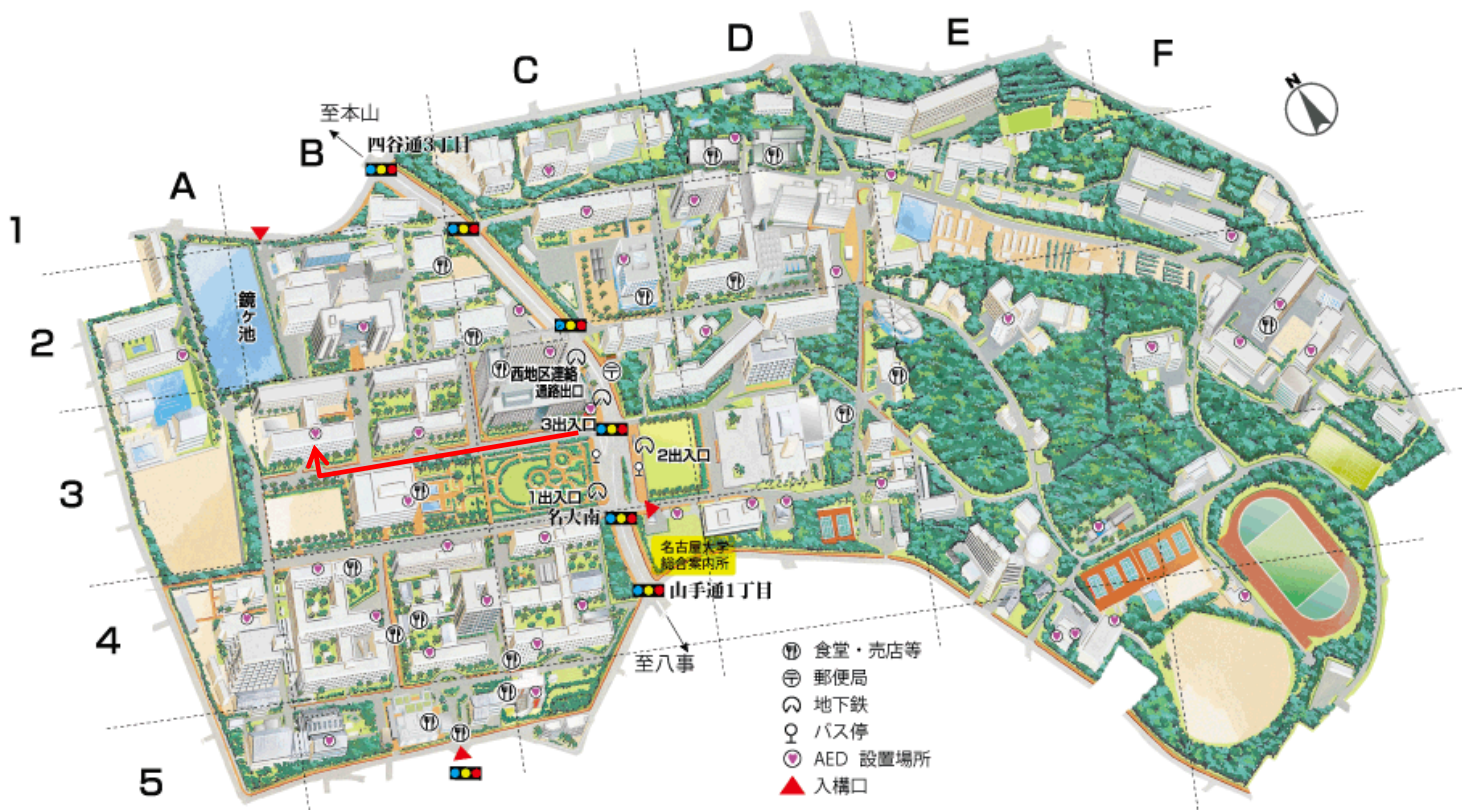 A
B
C
D
E
F
1
2
3
4
5
N
至本山
四谷通3丁目
鏡ヶ池
西地区連絡
通路出口
3出入口
2出入口
1出入口
名大南
名古屋大学
総合案内所
山手通1丁目
至八事
食堂・売店等
郵便局
地下鉄
バス停
AED 設置場所
入構口